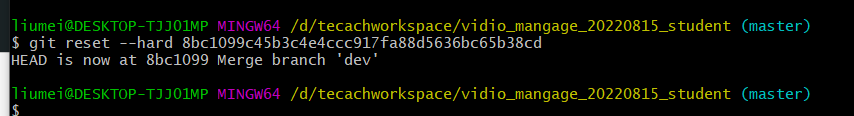 liumei@DESKTOP-TJJO1MP MINGW64 /d/tecachworkspace/vidio_mangage_20220815_student (master)
$ git reset --hard 8bc1099c45b3c4e4ccc917fa88d5636bc65b38cd
HEAD is now at 8bc1099 Merge branch 'dev'
liumei@DESKTOP-TJJO1MP MINGW64 /d/tecachworkspace/vidio_mangage_20220815_student (master)
$